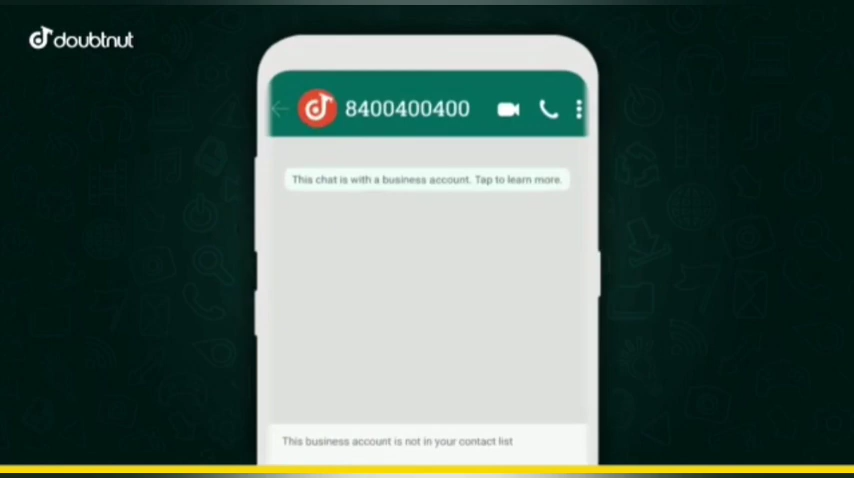 doubtnut
8400400400
This chat is with a business account. Tap to learn more.
This business account is not in your contact list